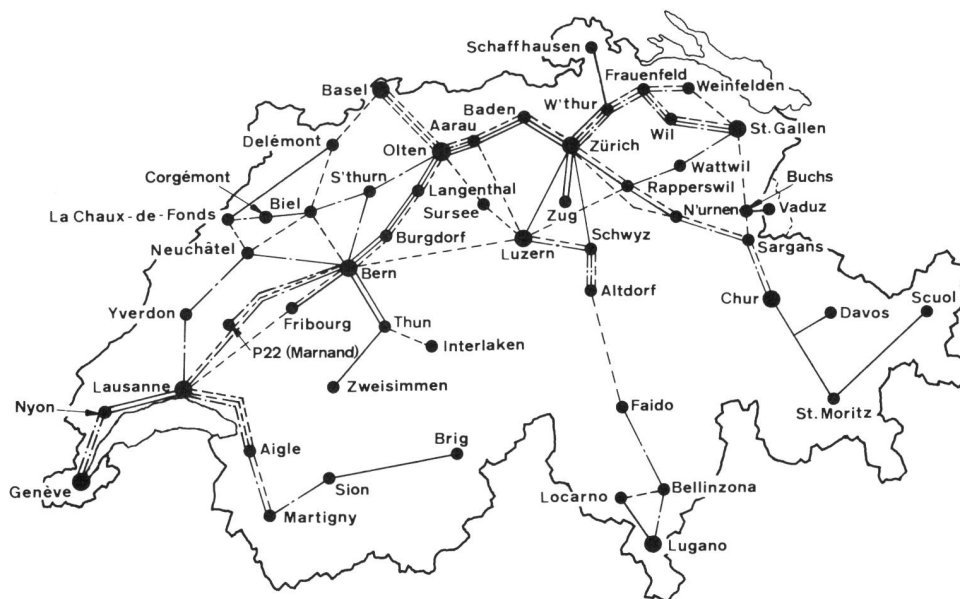 Schaffhausen
Frauenfeld
Weinfelden
Basel
Baden
W'thur
Aarau
St.Gallen
Delémont
Olten
Zürich
Wil
Wattwil
Corgémont
S'thurn
Langenthal
Buchs
Rapperswil
Biel
Sursee
Zug
N'urnen
Vaduz
La Chaux-de-Fonds
Burgdorf
Schwyz
Neuchâtel
Luzern
Sargans
Bern
Altdorf
Chur
Scuol
Yverdon
Fribourg
Thun
Davos
P22 (Marnand)
Interlaken
Lausanne
Zweisimmen
Nyon
Faido
St.Moritz
Aigle
Brig
Genève
Sion
Bellinzona
Locarno
Martigny
Lugano